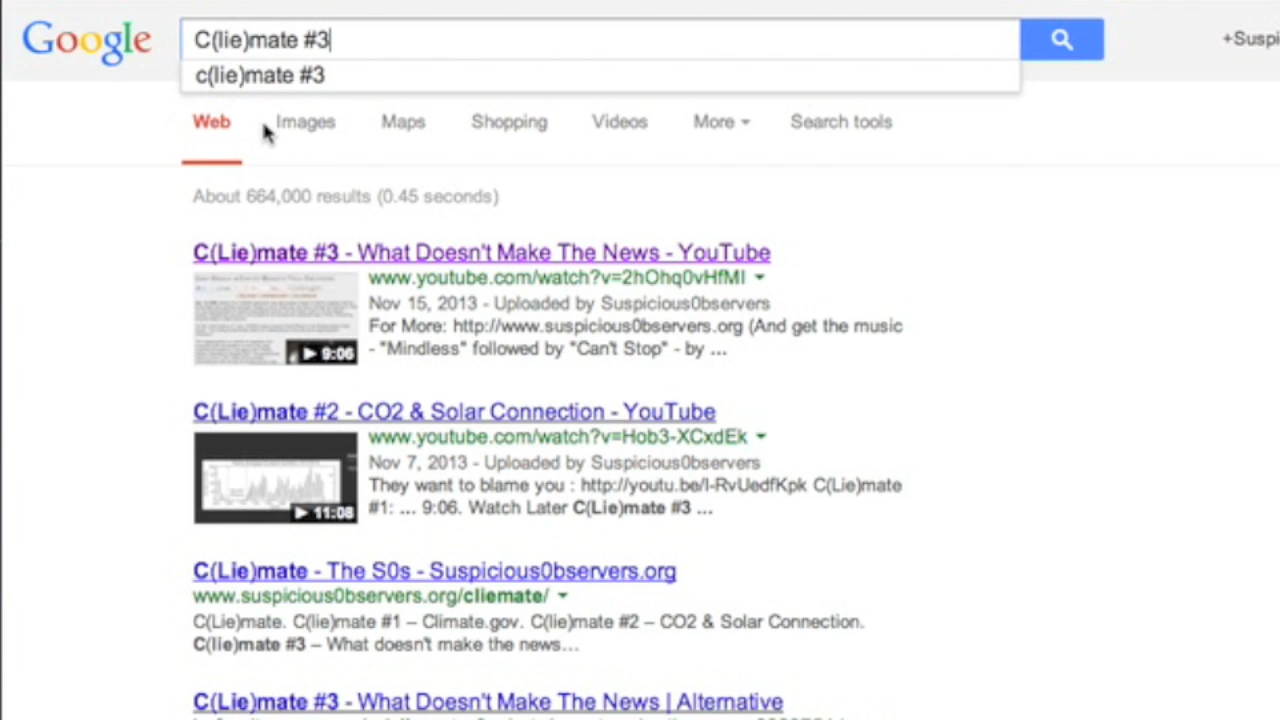 Google
C(lie)mate #3
+Suspi
c(lie)mate #3
Web Images Maps Shopping Videos More Search tools
About 664,000 results (0.45 seconds)
C(Lie)mate #3 - What Doesn't Make The News - YouTube
www.youtube.com/watch?v=2hOhq0vHfMI
Nov 15, 2013 - Uploaded by Suspicious0bservers
For More: http://www.suspicious0bservers.org (And get the music
- "Mindless" followed by "Can't Stop" - by ...
9:06
C(Lie)mate #2 - CO2 & Solar Connection - YouTube
www.youtube.com/watch?v=Hob3-XCxdEk
Nov 7, 2013 - Uploaded by Suspicious0bservers
They want to blame you : http://youtu.be/I-RvUedfKpk C(Lie)mate
#1: ... 9:06. Watch Later C(Lie)mate #3 ...
11:08
C(Lie)mate - The S0s - Suspicious0bservers.org
www.suspicious0bservers.org/cliemate/
C(Lie)mate. C(lie)mate #1 – Climate.gov. C(lie)mate #2 – CO2 & Solar Connection.
C(lie)mate #3 – What doesn't make the news...
C(Lie)mate #3 - What Doesn't Make The News | Alternative